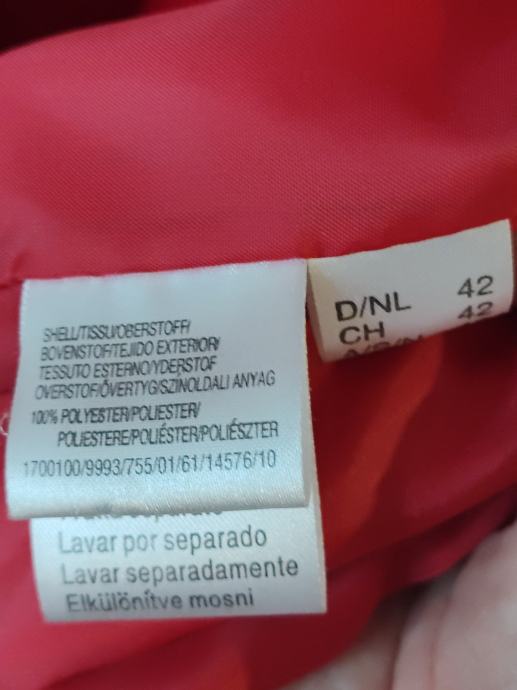 SHELL/TISSU/OBERSTOFF/
BOVENSTOF/TEJIDO EXTERIOR/
TESSUTO ESTERNO/YDERSTOF
OVERSTOF/ÖVERTYG/SZINOLDALI ANYAG
100% POLYESTER/POLIESTER/
POLIESTERE/POLIÉSTER/POLIÉSZTER
1700100/9993/755/01/61/14576/10
Lavar por separado
Lavar separadamente
Elkülönítve mosni
D/NL 42
CH 42